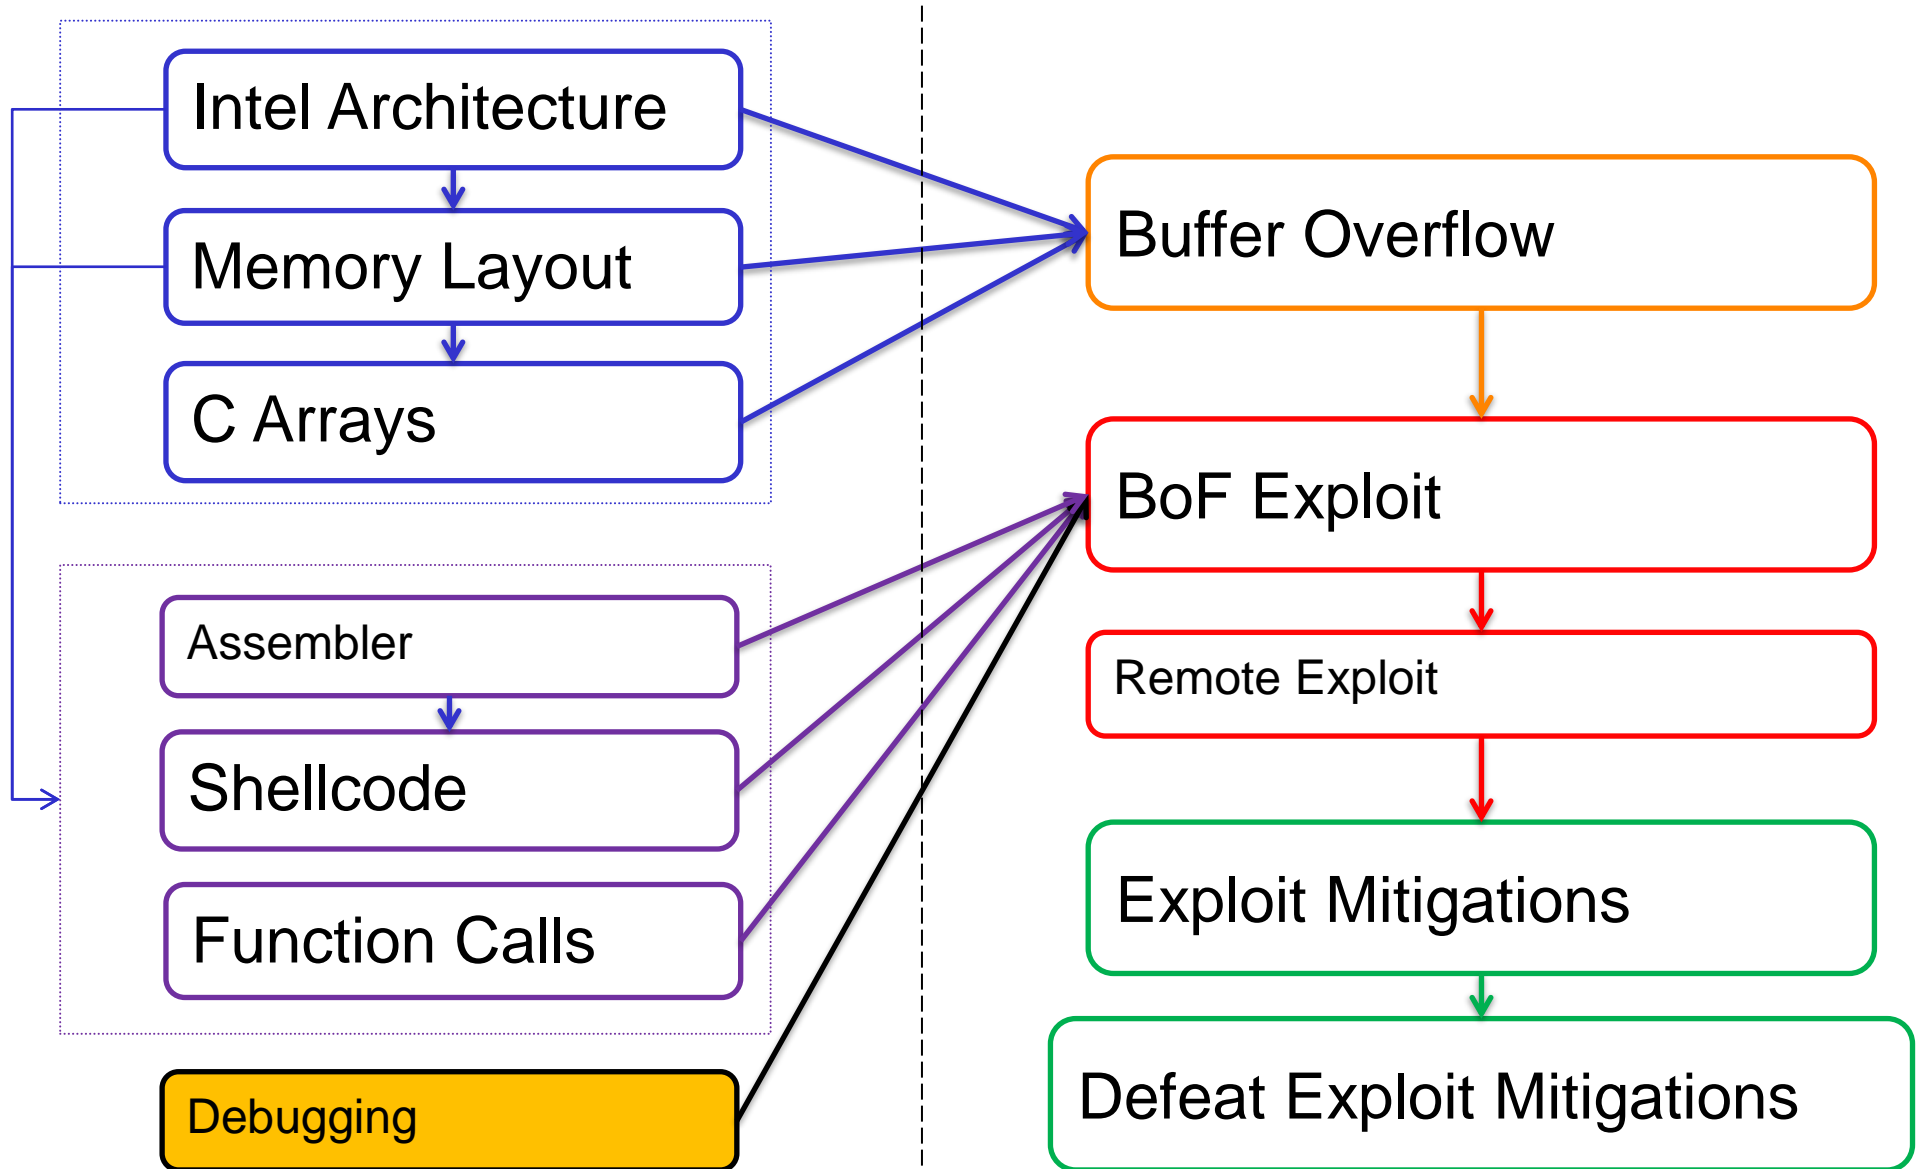 Intel Architecture
Memory Layout
C Arrays
Assembler
Shellcode
Function Calls
Debugging
Buffer Overflow
BoF Exploit
Remote Exploit
Exploit Mitigations
Defeat Exploit Mitigations